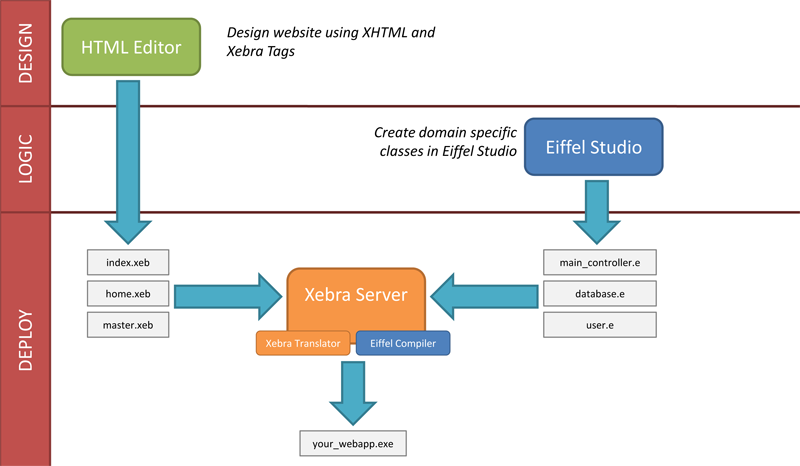 DESIGN
HTML Editor
Design website using XHTML and
Xebra Tags
LOGIC
Create domain specific
classes in Eiffel Studio
Eiffel Studio
DEPLOY
index.xeb
home.xeb
master.xeb
Xebra Server
Xebra Translator
Eiffel Compiler
main_controller.e
database.e
user.e
your_webapp.exe